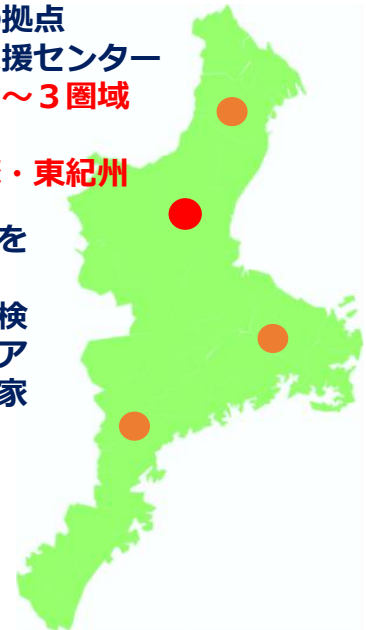 拠点
援センター
～３圏域
・東紀州
を
検
ア
家